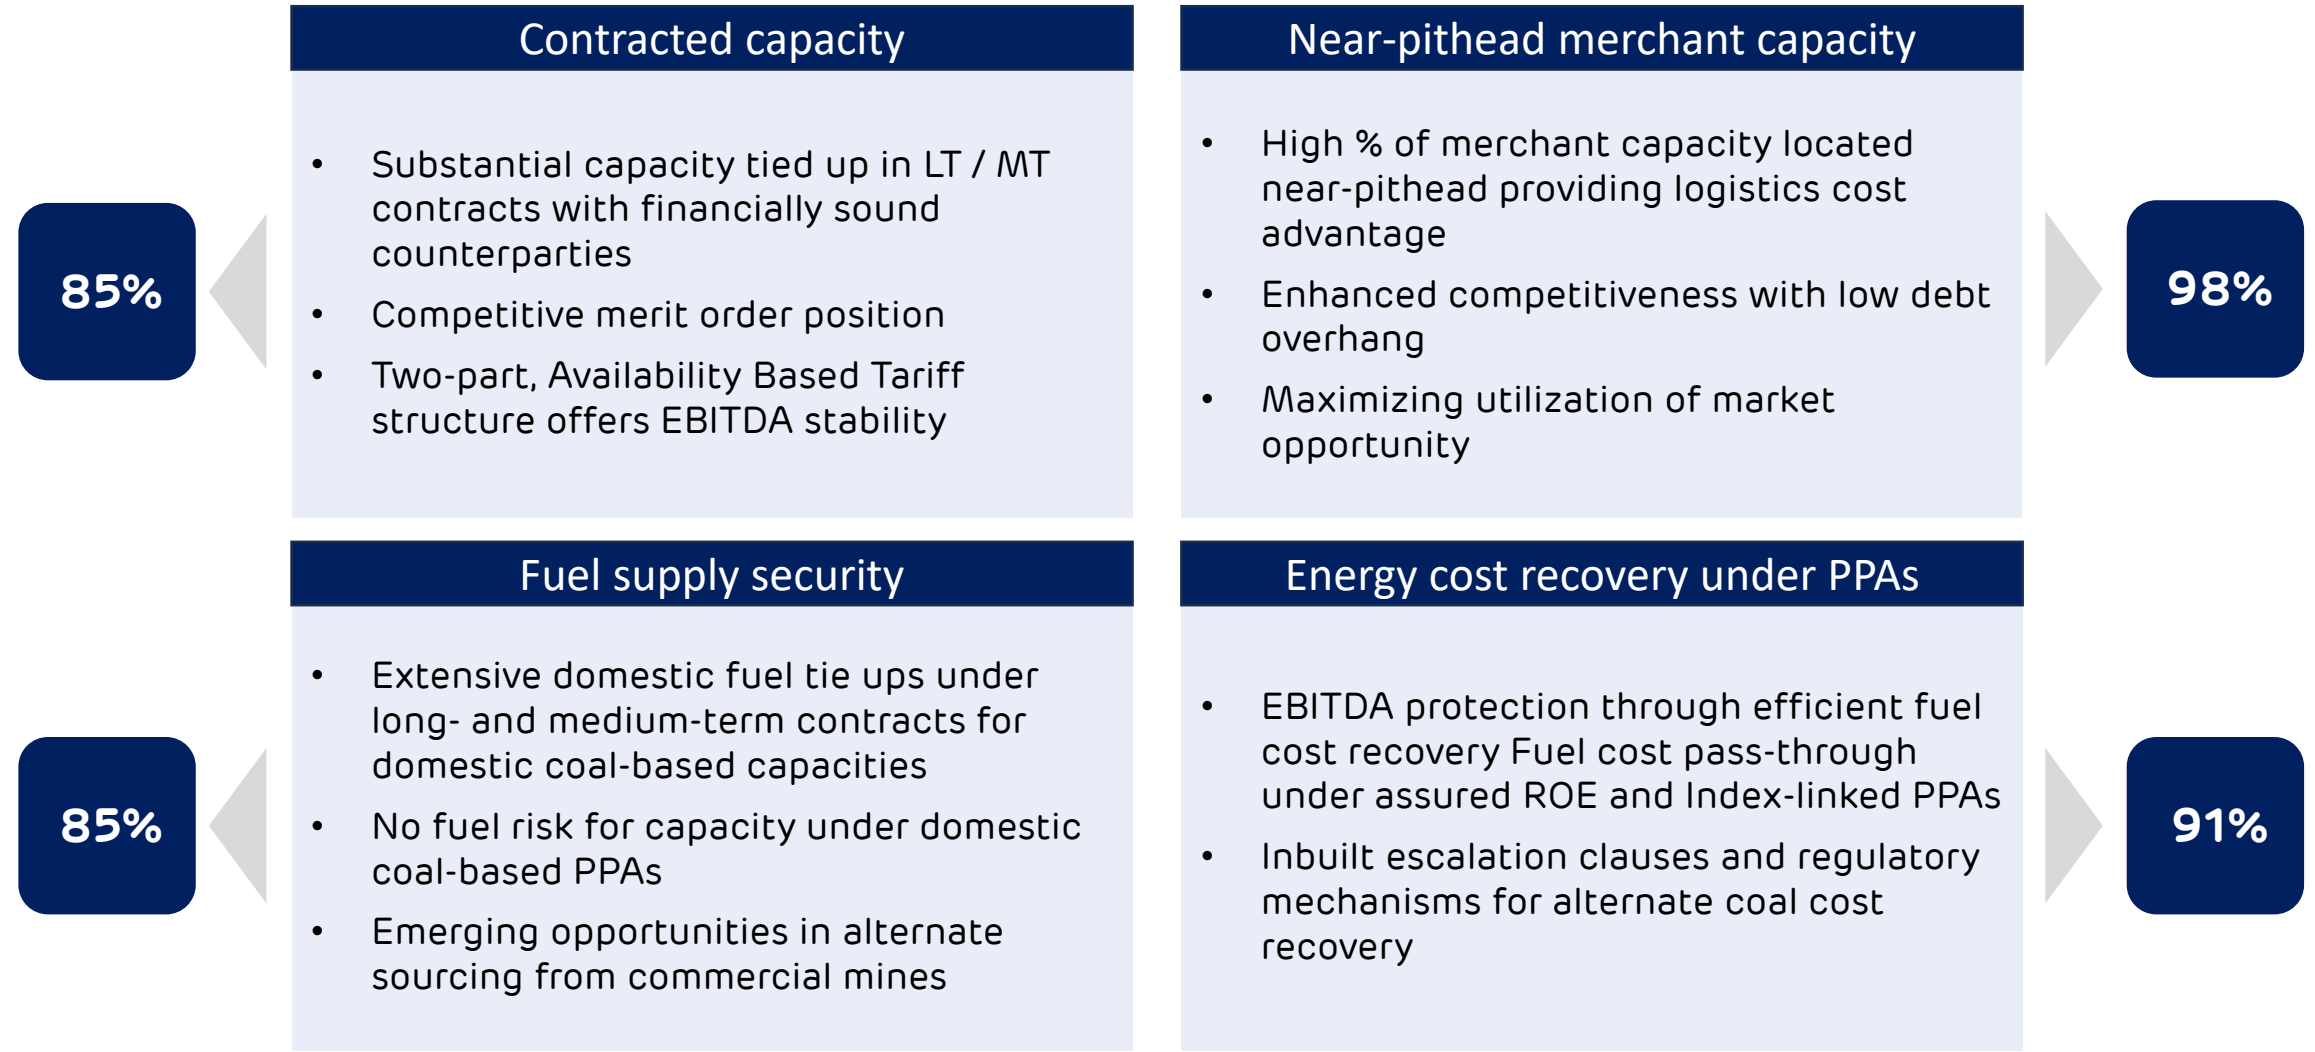 Contracted capacity
85%
• Substantial capacity tied up in LT / MT
contracts with financially sound
counterparties
• Competitive merit order position
• Two-part, Availability Based Tariff
structure offers EBITDA stability
Near-pithead merchant capacity
• High % of merchant capacity located
near-pithead providing logistics cost
advantage
• Enhanced competitiveness with low debt
overhang
• Maximizing utilization of market
opportunity
98%
Fuel supply security
85%
• Extensive domestic fuel tie ups under
long- and medium-term contracts for
domestic coal-based capacities
• No fuel risk for capacity under domestic
coal-based PPAs
• Emerging opportunities in alternate
sourcing from commercial mines
Energy cost recovery under PPAs
• EBITDA protection through efficient fuel
cost recovery Fuel cost pass-through
under assured ROE and Index-linked PPAs
• Inbuilt escalation clauses and regulatory
mechanisms for alternate coal cost
recovery
91%